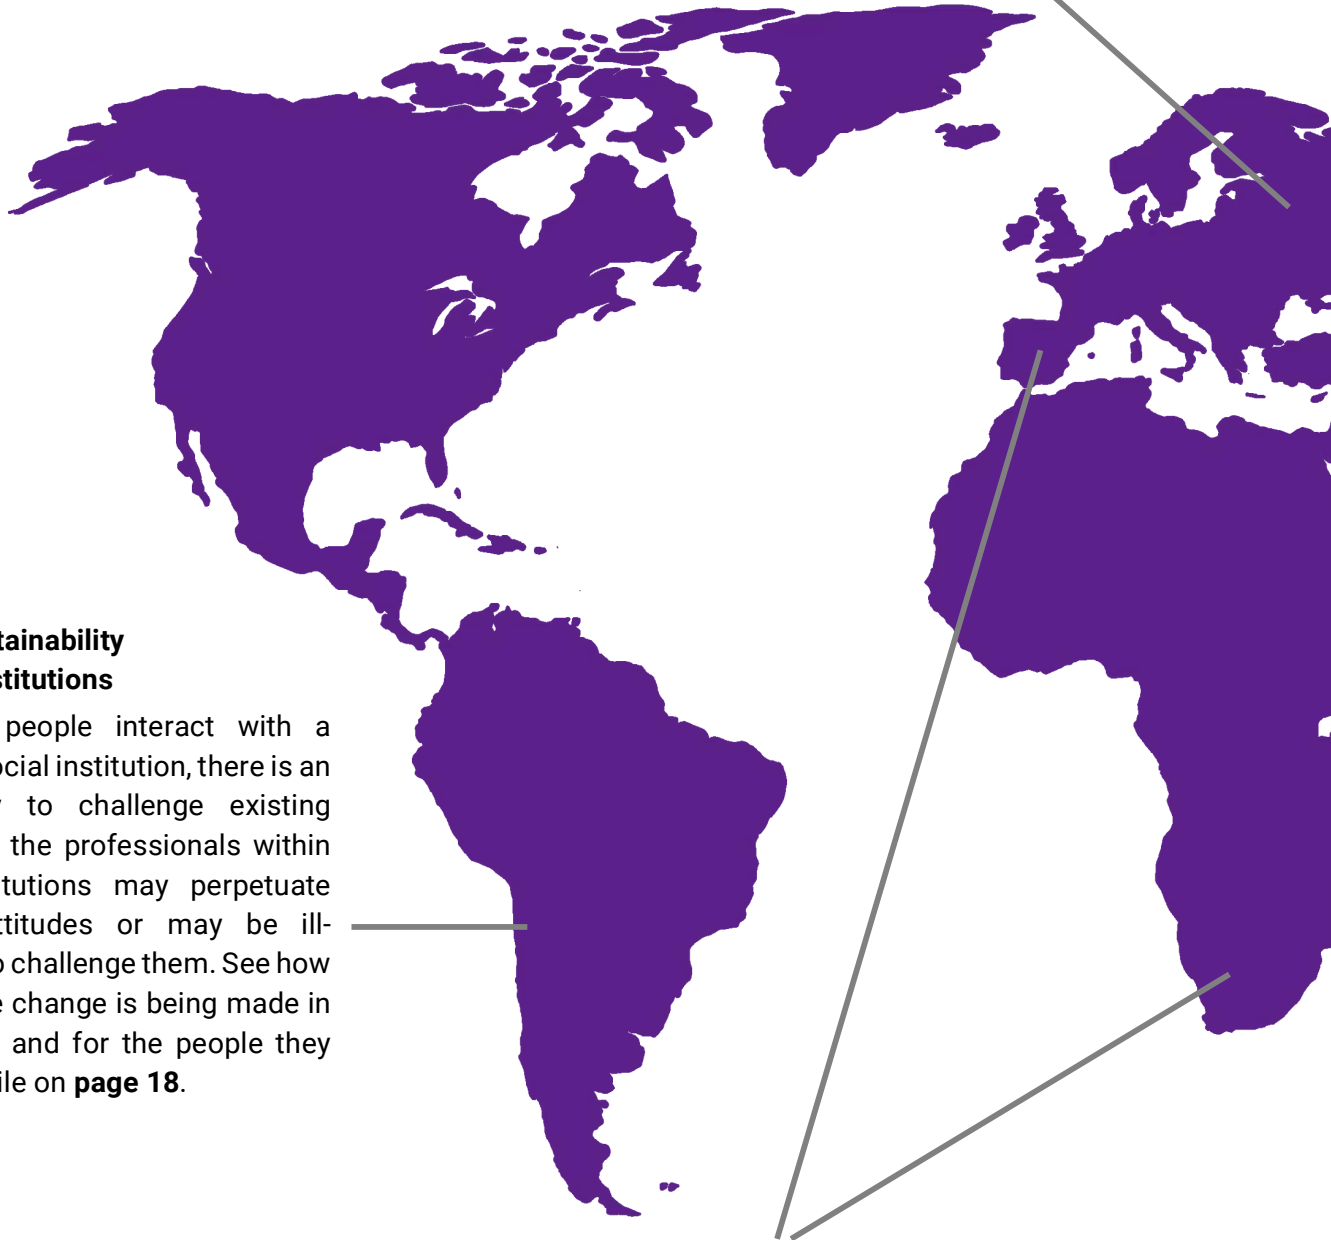 tainability
stitutions
people interact with a
ocial institution, there is an
y to challenge existing
the professionals within
tutions may perpetuate
ttitudes or may be ill-
o challenge them. See how
e change is being made in
and for the people they
ile on page 18.